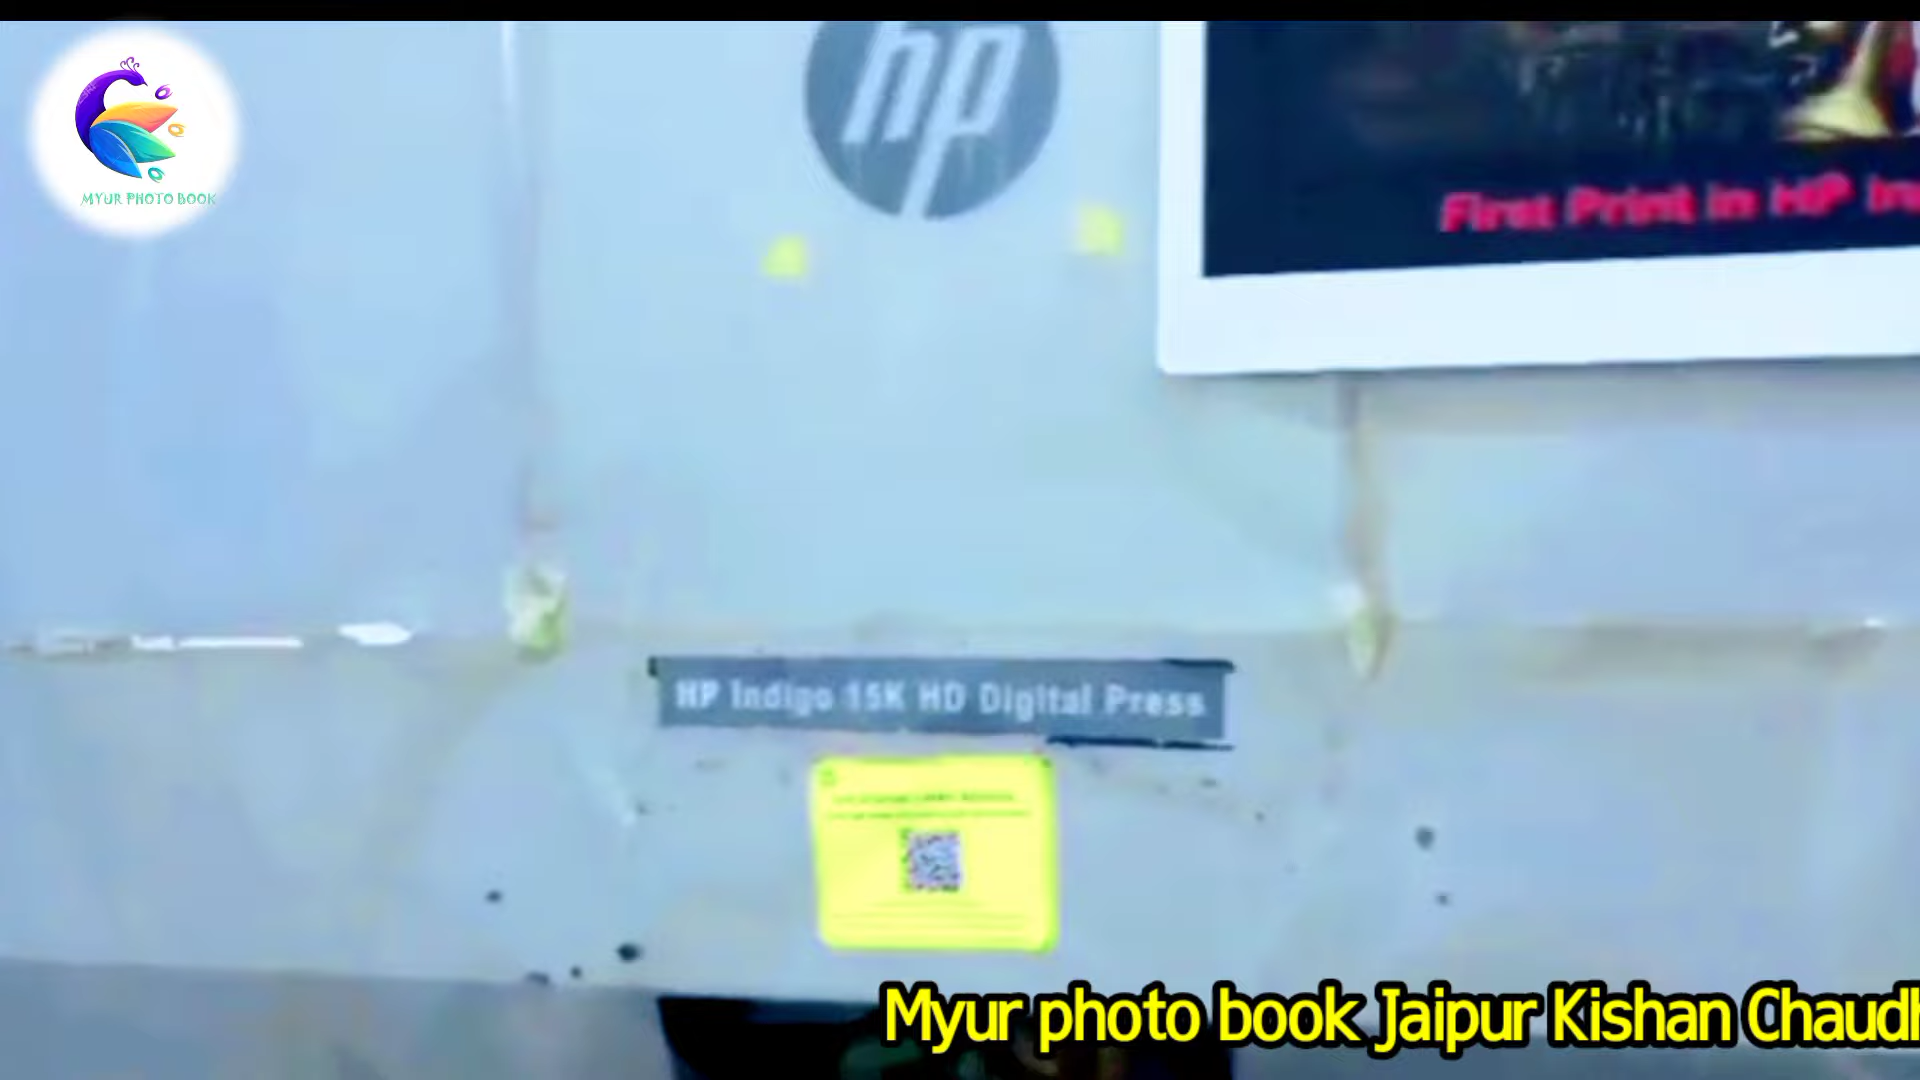 hp
MYUR PHOTO BOOK
First Print in HP In
HP Indigo 15K HD Digital Press
Myur photo book Jaipur Kishan Chaudh